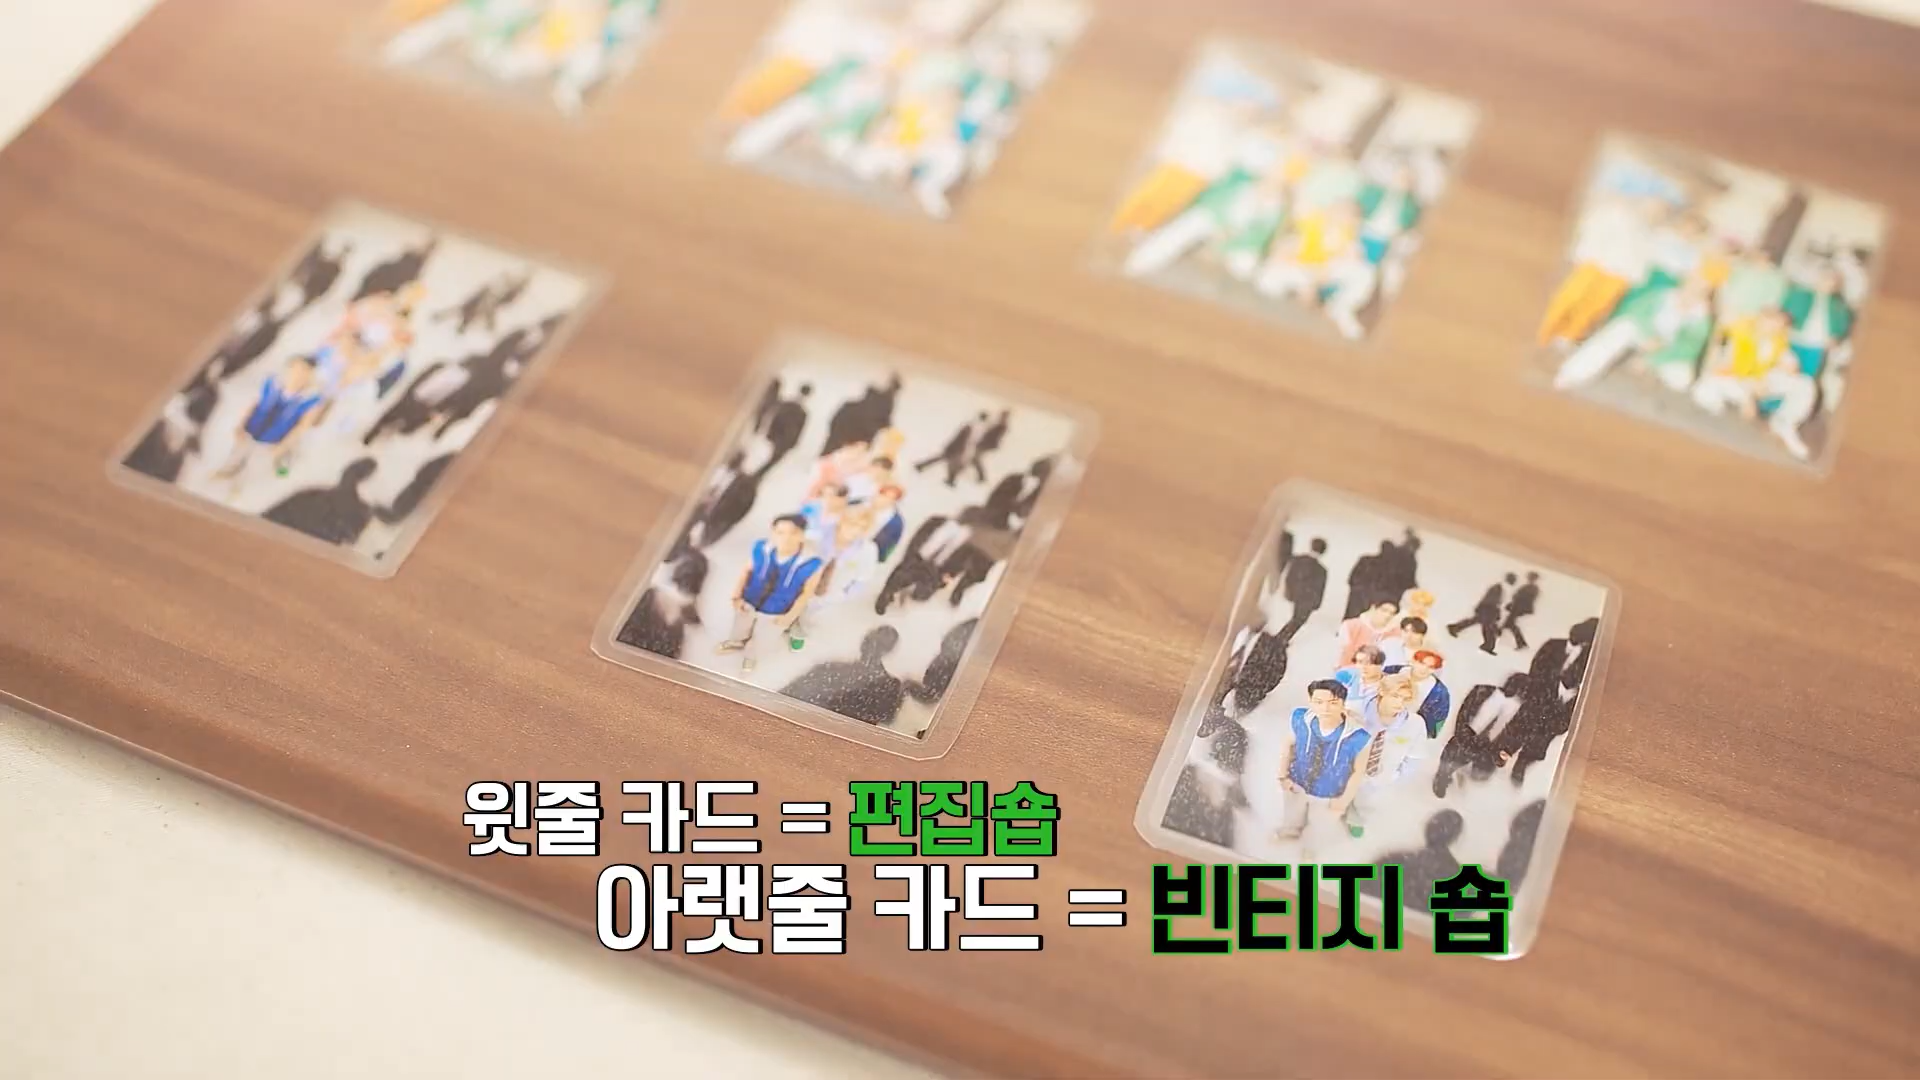 윗줄 카드 = 편집숍
아랫줄 카드 = 빈티지 숍